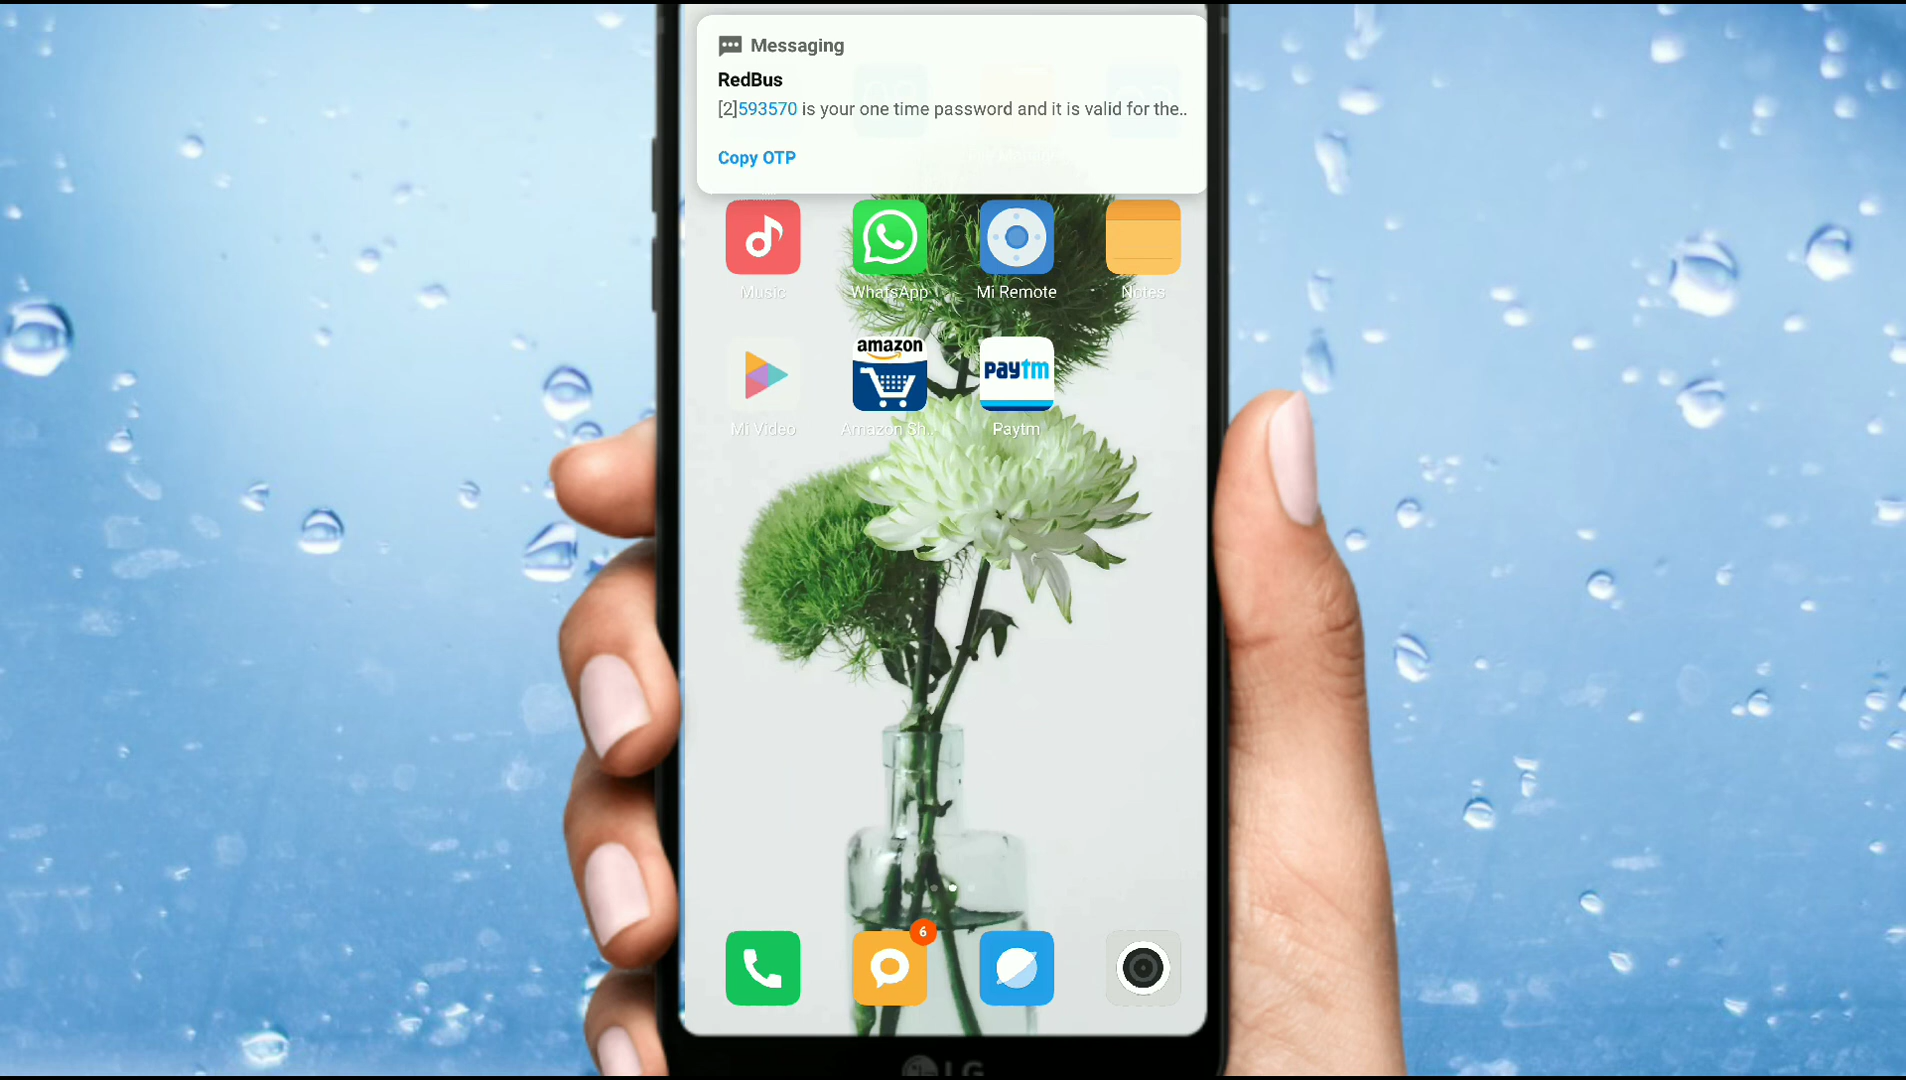 Messaging
RedBus
[2]593570 is your one time password and it is valid for the..
Copy OTP
Music
WhatsApp
Mi Remote
Notes
amazon
paytm
Mi Video
Amazon Sh..
Paytm
6
LG